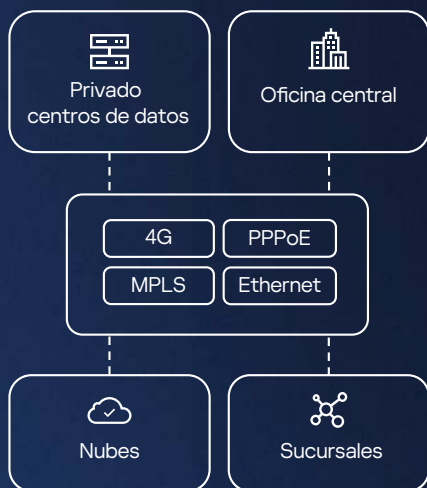 Privado
centros de datos
Oficina central
4G
PPPoE
MPLS
Ethernet
Nubes
Sucursales